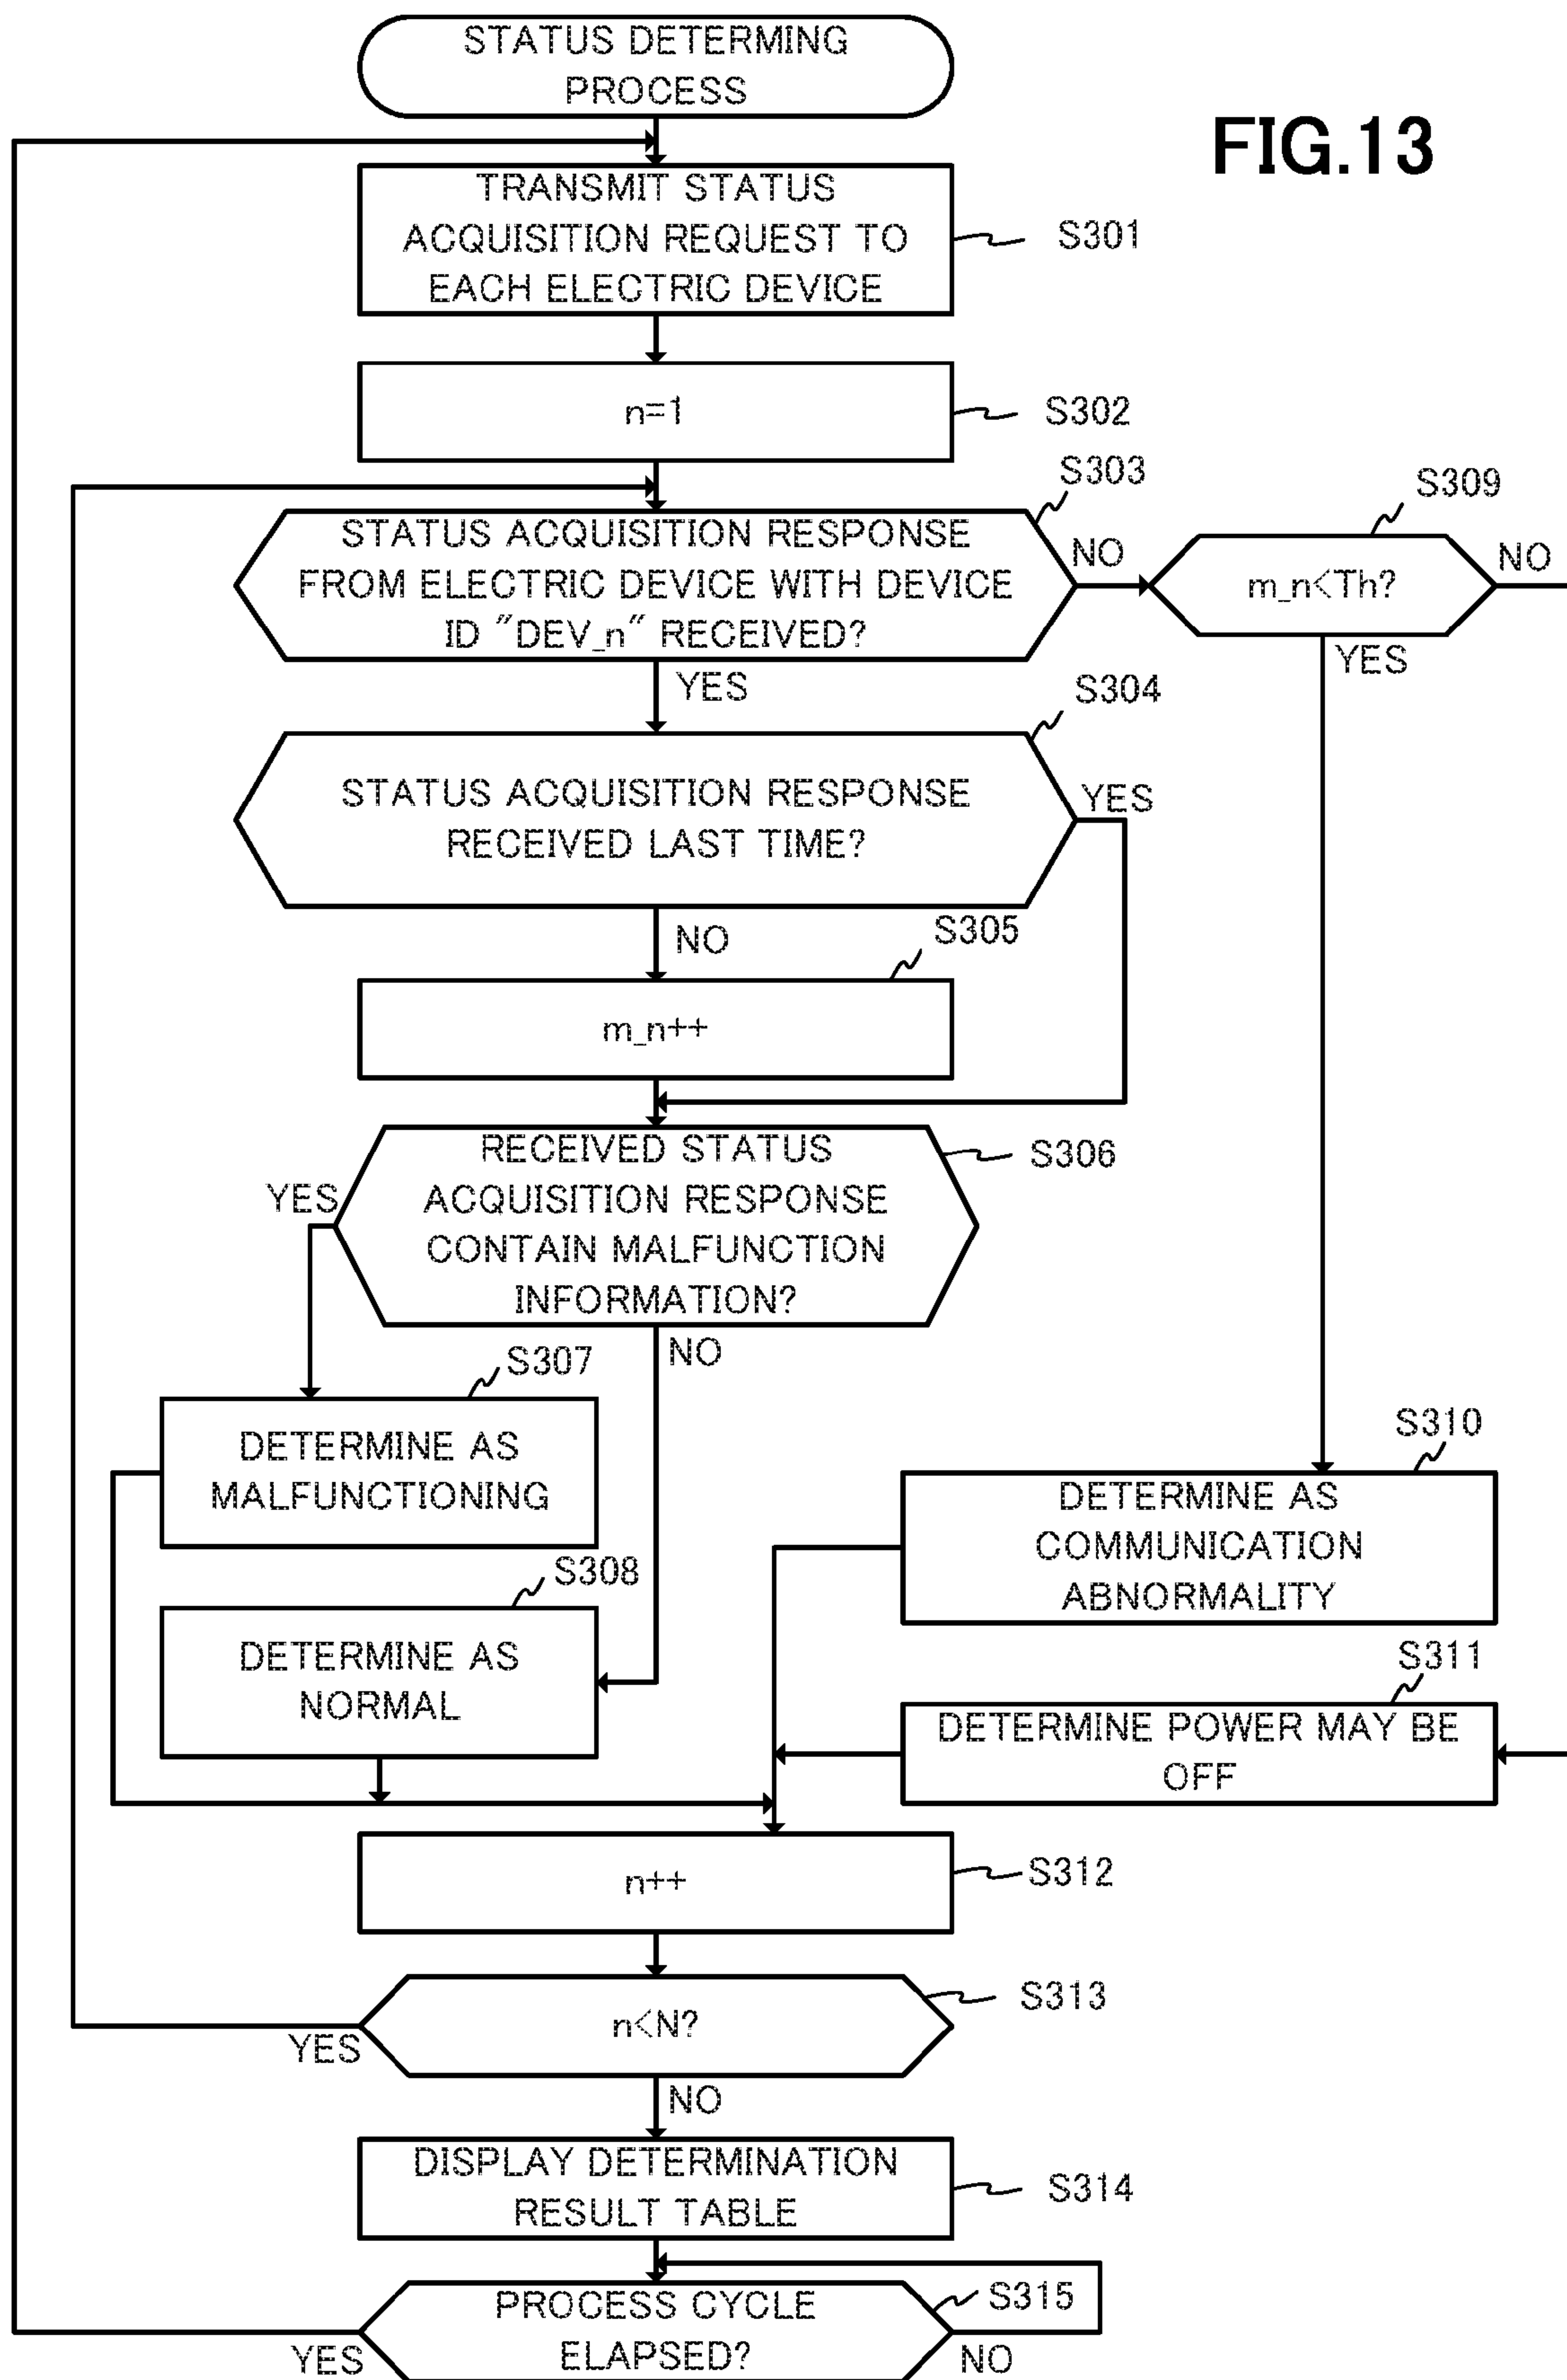 STATUS DETERMING
PROCESS
FIG.13
TRANSMIT STATUS
ACQUISITION REQUEST TO
EACH ELECTRIC DEVICE
S301
n=1
S302
S303
STATUS ACQUISITION RESPONSE
FROM ELECTRIC DEVICE WITH DEVICE
ID "DEV_n" RECEIVED?
NO
YES
S309
m_n<Th?
NO
YES
S304
STATUS ACQUISITION RESPONSE
RECEIVED LAST TIME?
YES
NO
S305
m_n++
RECEIVED STATUS
ACQUISITION RESPONSE
CONTAIN MALFUNCTION
INFORMATION?
S306
YES
NO
S307
DETERMINE AS
MALFUNCTIONING
S308
DETERMINE AS
NORMAL
S310
DETERMINE AS
COMMUNICATION
ABNORMALITY
S311
DETERMINE POWER MAY BE
OFF
n++
S312
n<N?
S313
YES
NO
DISPLAY DETERMINATION
RESULT TABLE
S314
PROCESS CYCLE
ELAPSED?
S315
YES
NO